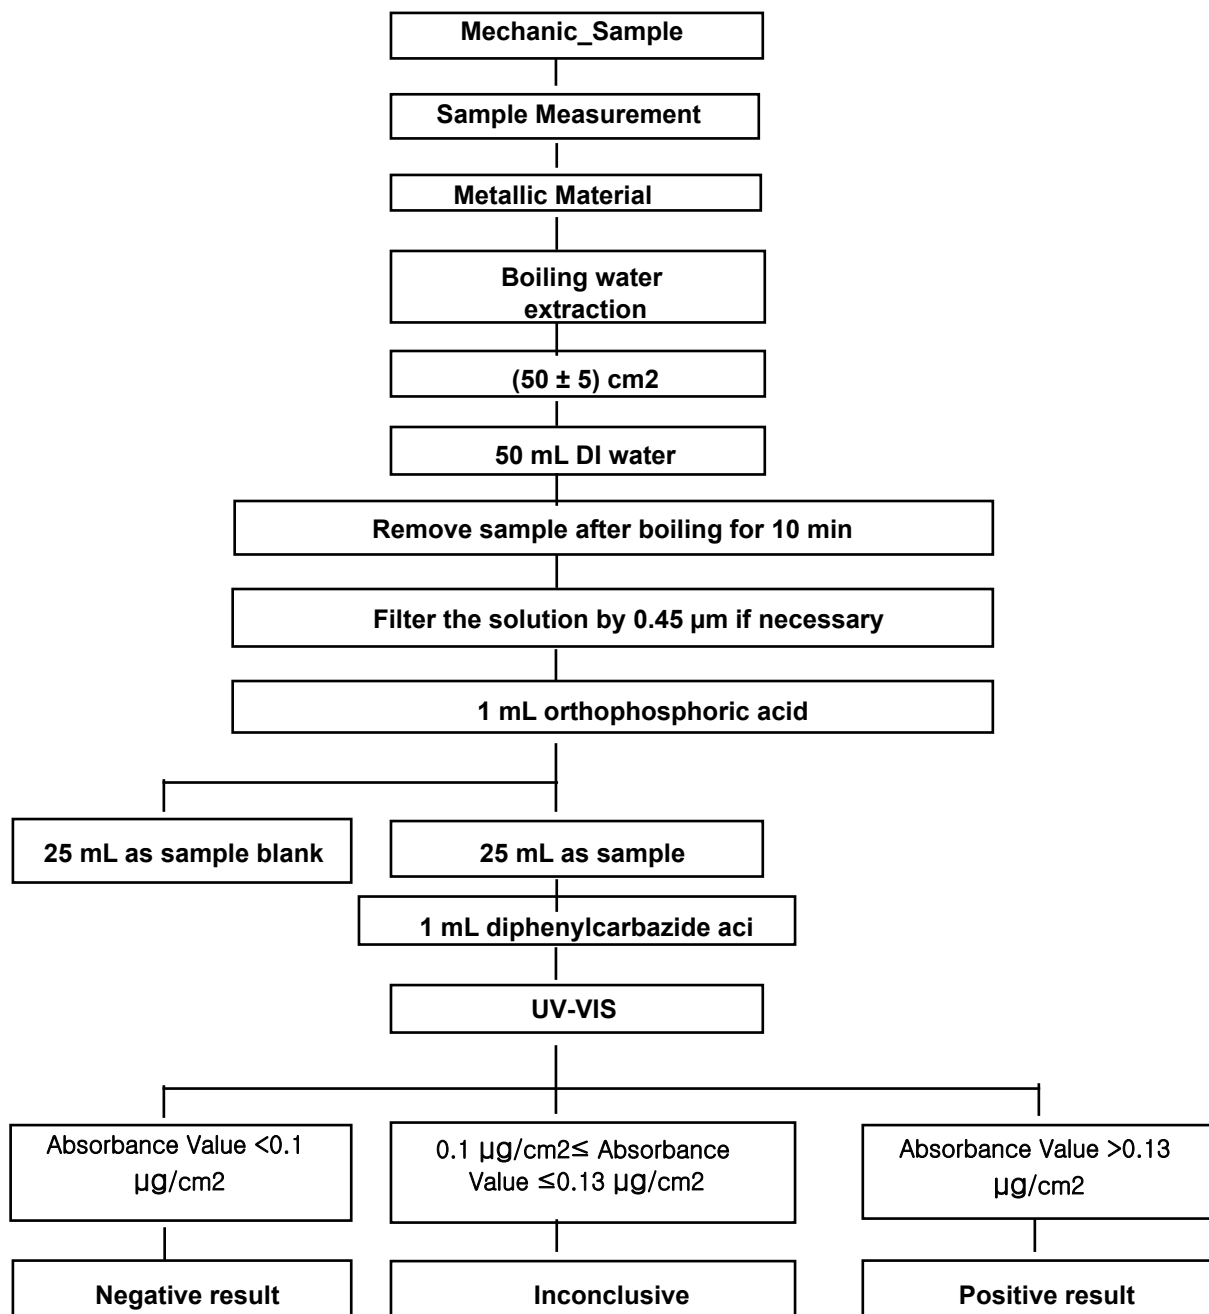 Mechanic_Sample
Sample Measurement
Metallic Material
Boiling water
extraction
(50 ± 5) cm2
50 mL DI water
Remove sample after boiling for 10 min
Filter the solution by 0.45 µm if necessary
1 mL orthophosphoric acid
25 mL as sample blank
25 mL as sample
1 mL diphenylcarbazide aci
UV-VIS
Absorbance Value <0.1
µg/cm2
0.1 µg/cm2≤ Absorbance
Value ≤0.13 µg/cm2
Absorbance Value >0.13
µg/cm2
Negative result
Inconclusive
Positive result